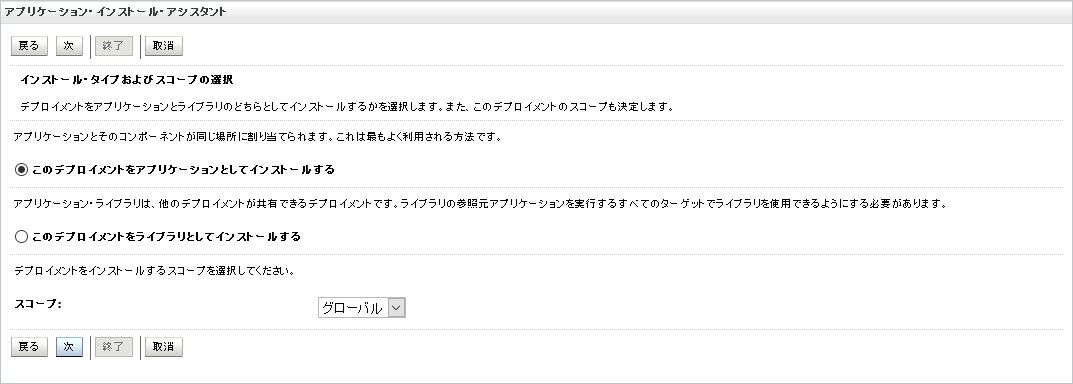 アプリケーション・インストール・アシスタント
戻る 次 終了 取消
インストール・タイプおよびスコープの選択
デプロイメントをアプリケーションとライブラリのどちらとしてインストールするかを選択します。また、このデプロイメントのスコープも決定します。
アプリケーションとそのコンポーネントが同じ場所に割り当てられます。これは最もよく利用される方法です。
このデプロイメントをアプリケーションとしてインストールする
アプリケーション・ライブラリは、他のデプロイメントが共有できるデプロイメントです。ライブラリの参照元アプリケーションを実行するすべてのターゲットでライブラリを使用できるようにする必要があります。
このデプロイメントをライブラリとしてインストールする
デプロイメントをインストールするスコープを選択してください。
スコープ: グローバル
戻る 次 終了 取消